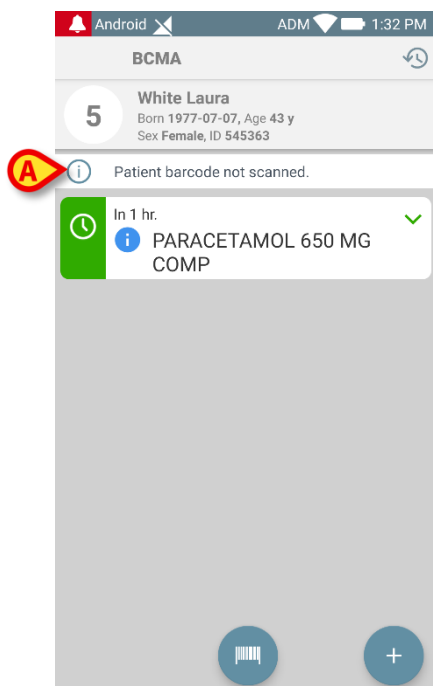 Android ADM 1:32 PM
BCMA
5
White Laura
Born 1977-07-07, Age 43 y
Sex Female, ID 545363
A
Patient barcode not scanned.
In 1 hr.
PARACETAMOL 650 MG
COMP